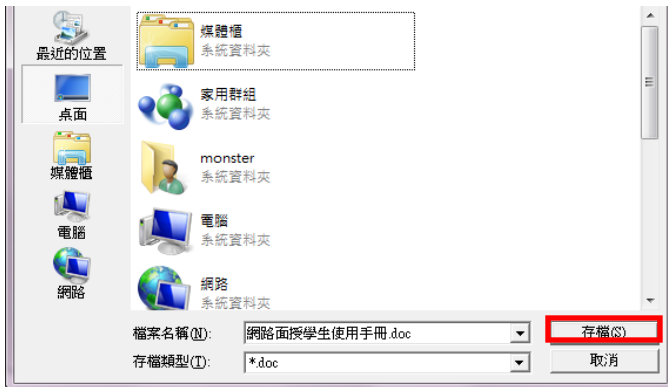 最近的位置
桌面
媒體櫃
電腦
網路
媒體櫃
系統資料夾
家用群組
系統資料夾
monster
系統資料夾
電腦
系統資料夾
網路
系統資料夾
檔案名稱(N): 網路面授學生使用手冊.doc 存檔(S)
存檔類型(T): *.doc 取消